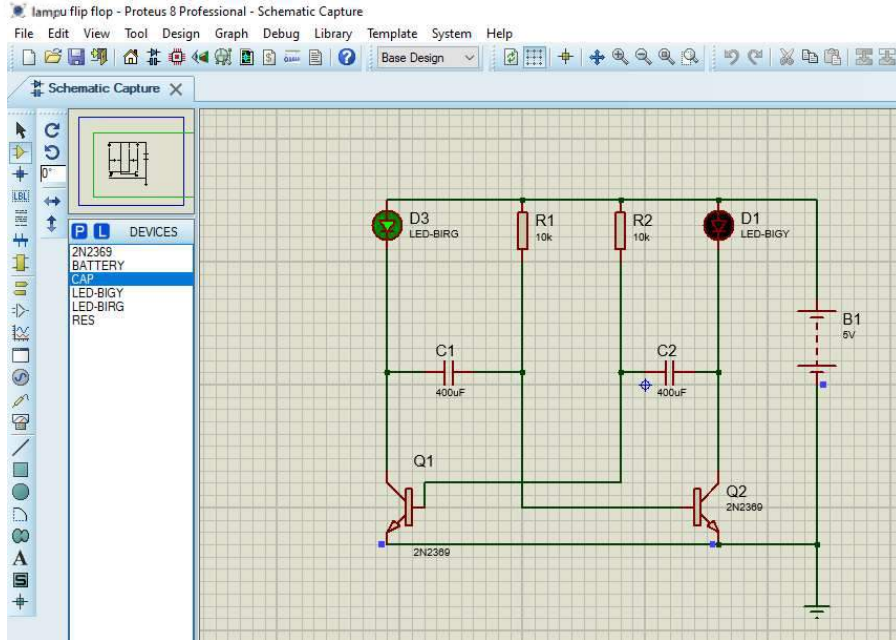 lampu flip flop - Proteus 8 Professional - Schematic Capture
File Edit View Tool Design Graph Debug Library Template System Help
Base Design
Schematic Capture
0°
LBL
P L DEVICES
2N2369
BATTERY
CAP
LED-BIGY
LED-BIRG
RES
A
S
D3
LED-BIRG
R1
10k
R2
10k
D1
LED-BIGY
B1
5V
C1
400uF
C2
400uF
Q1
2N2369
Q2
2N2369